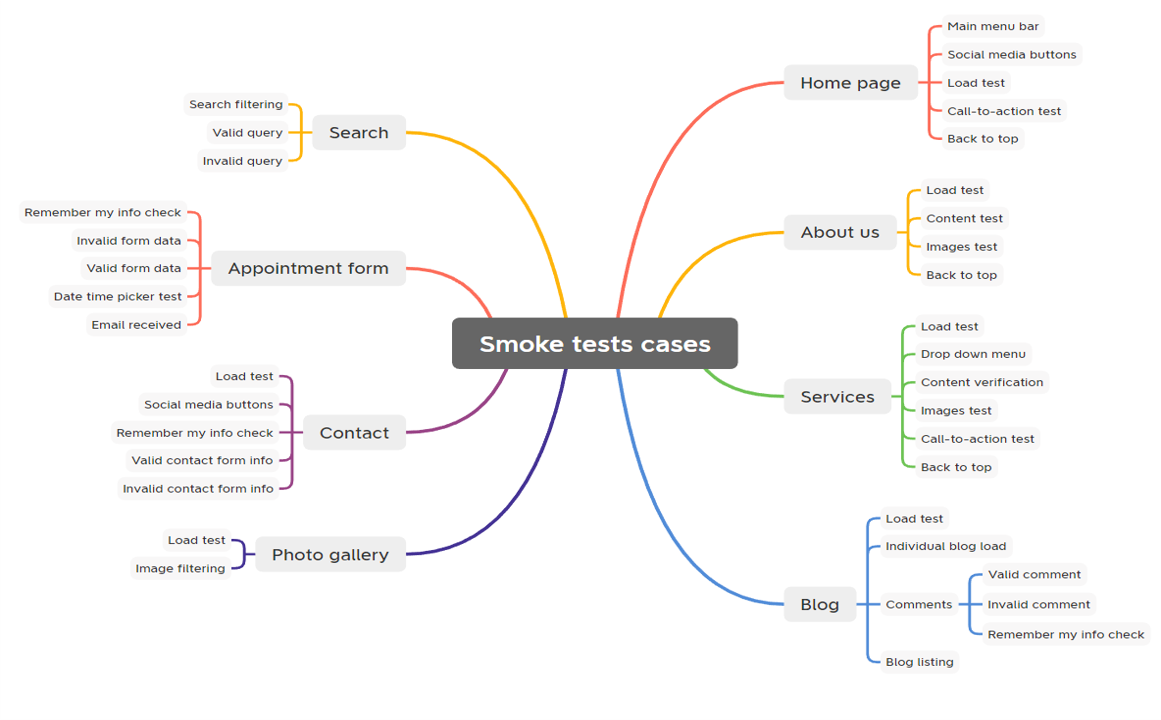 Smoke tests cases
Home page
Main menu bar
Social media buttons
Load test
Call-to-action test
Back to top
About us
Load test
Content test
Images test
Back to top
Services
Load test
Drop down menu
Content verification
Images test
Call-to-action test
Back to top
Blog
Load test
Individual blog load
Comments
Valid comment
Invalid comment
Remember my info check
Blog listing
Search
Search filtering
Valid query
Invalid query
Appointment form
Remember my info check
Invalid form data
Valid form data
Date time picker test
Email received
Contact
Load test
Social media buttons
Remember my info check
Valid contact form info
Invalid contact form info
Photo gallery
Load test
Image filtering